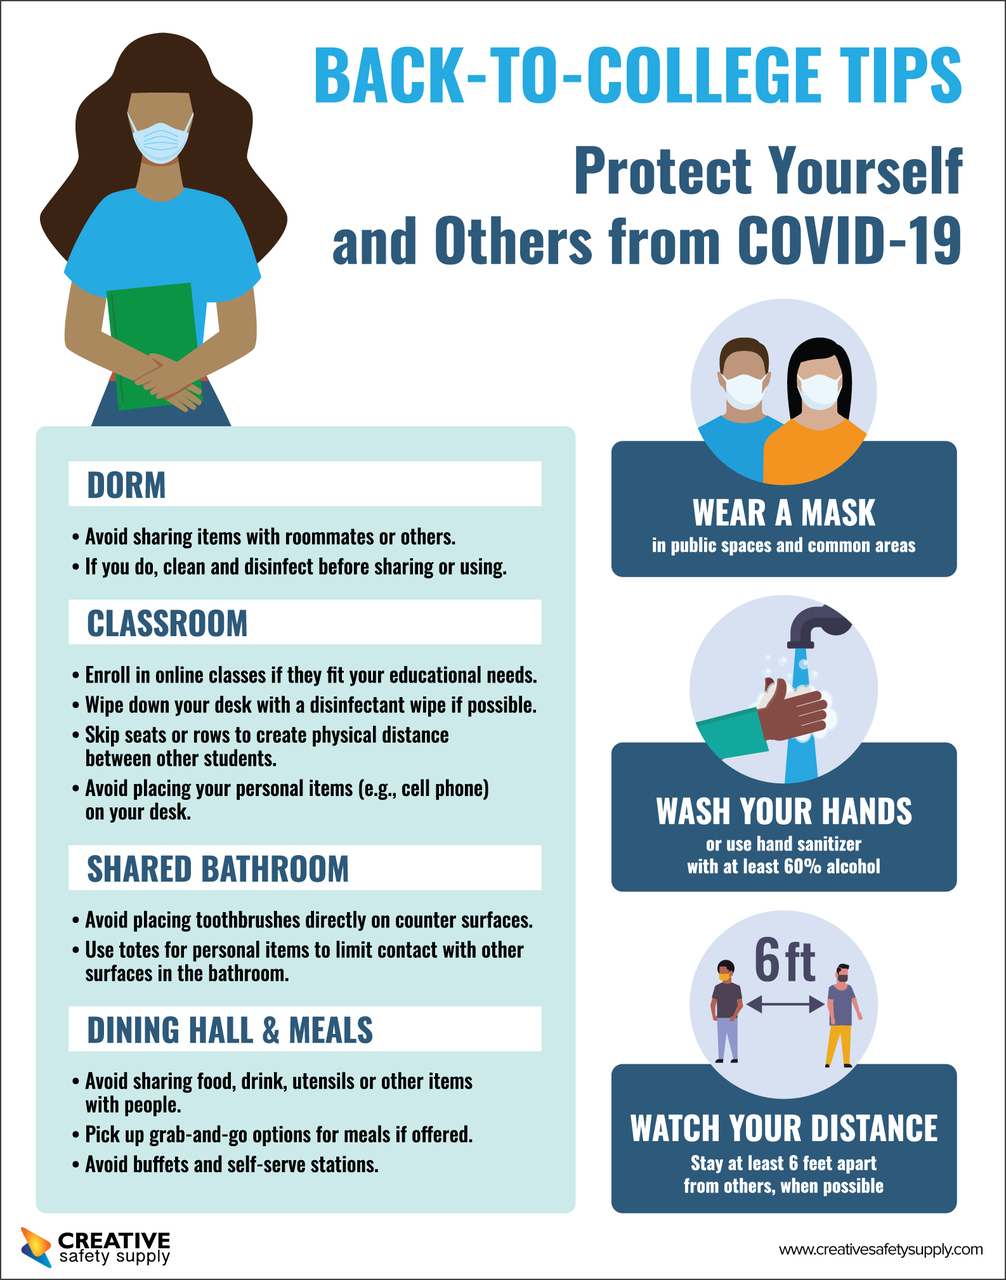 BACK-TO-COLLEGE TIPS
Protect Yourself
and Others from COVID-19
DORM
• Avoid sharing items with roommates or others.
• If you do, clean and disinfect before sharing or using.
CLASSROOM
• Enroll in online classes if they fit your educational needs.
• Wipe down your desk with a disinfectant wipe if possible.
• Skip seats or rows to create physical distance
between other students.
• Avoid placing your personal items (e.g., cell phone)
on your desk.
SHARED BATHROOM
• Avoid placing toothbrushes directly on counter surfaces.
• Use totes for personal items to limit contact with other
surfaces in the bathroom.
DINING HALL & MEALS
• Avoid sharing food, drink, utensils or other items
with people.
• Pick up grab-and-go options for meals if offered.
• Avoid buffets and self-serve stations.
WEAR A MASK
in public spaces and common areas
WASH YOUR HANDS
or use hand sanitizer
with at least 60% alcohol
6 ft
WATCH YOUR DISTANCE
Stay at least 6 feet apart
from others, when possible
CREATIVE
safety supply
www.creativesafetysupply.com